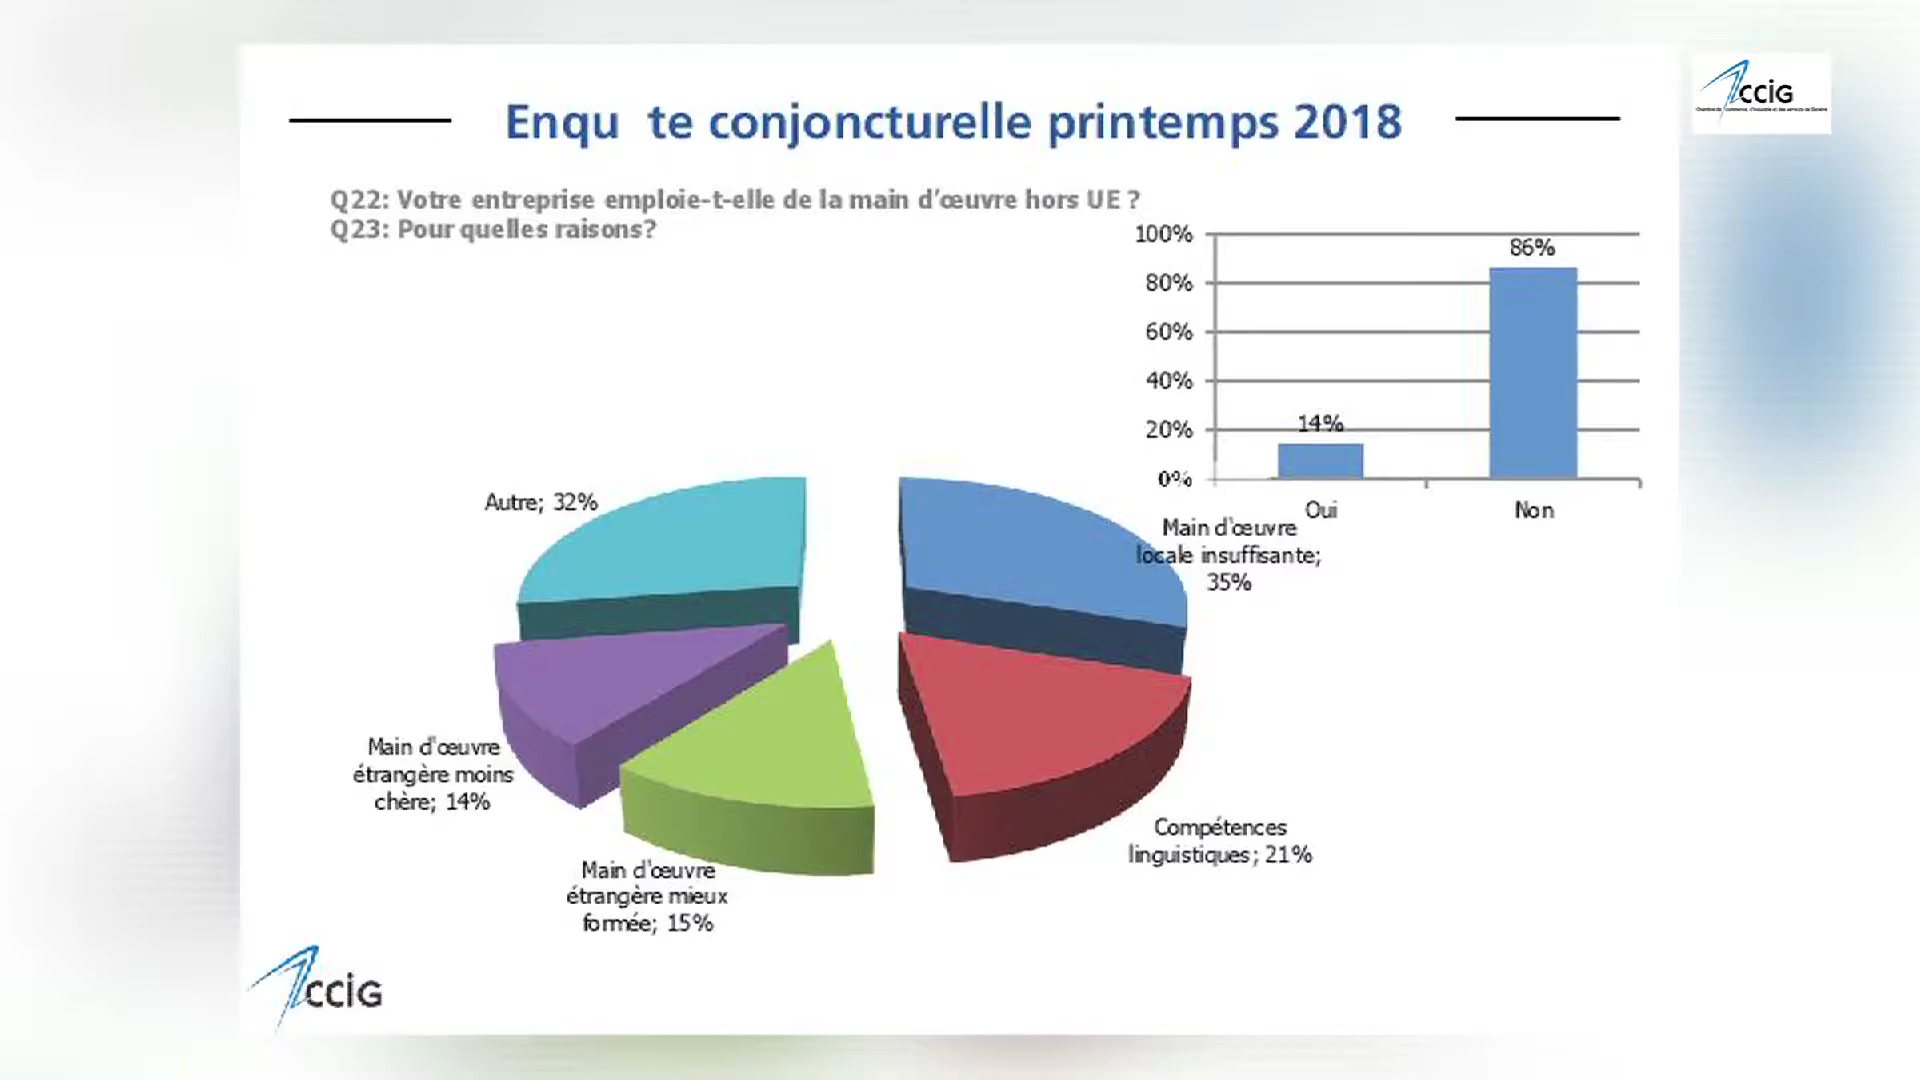 Enqu te conjoncturelle printemps 2018
ccig
Q22: Votre entreprise emploie-t-elle de la main d'œuvre hors UE ?
Q23: Pour quelles raisons?
100%
80%
60%
40%
20%
0%
86%
14%
Oui
Non
Autre; 32%
Main d'œuvre
locale insuffisante;
35%
Main d'œuvre
étrangère moins
chère; 14%
Compétences
linguistiques; 21%
Main d'œuvre
étrangère mieux
formée; 15%
ccig